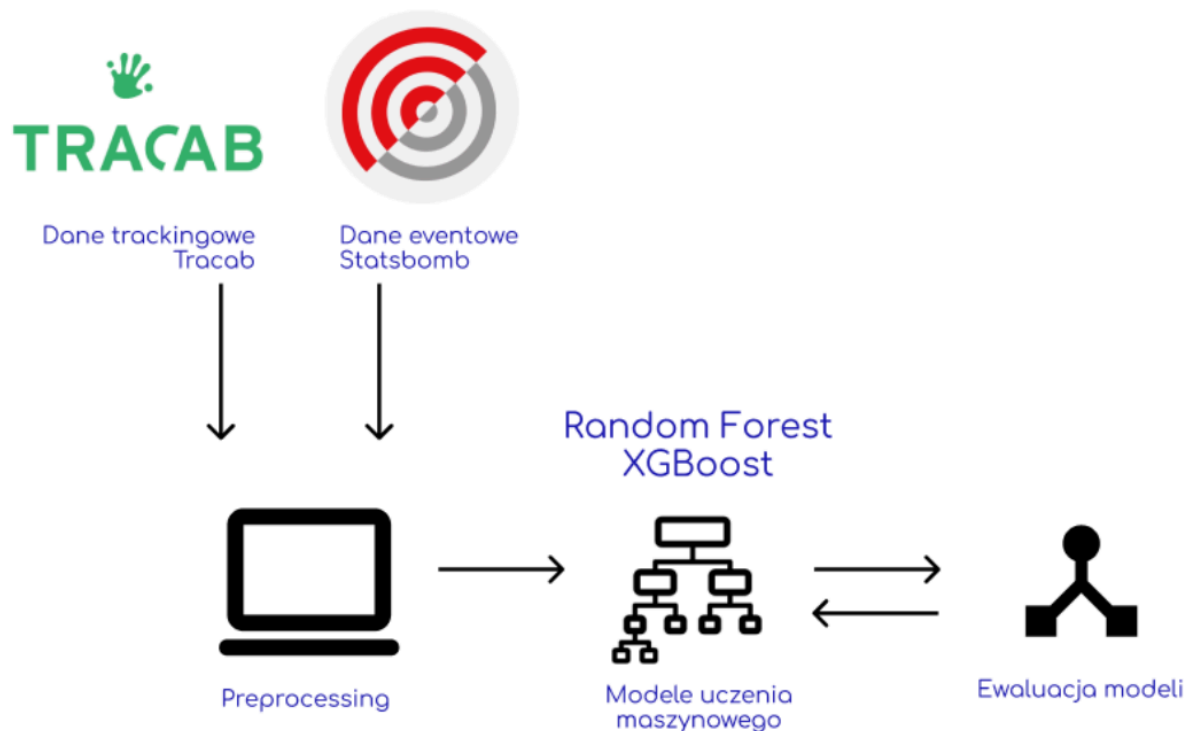 TRACAB
Dane trackingowe
Tracab
Dane eventowe
Statsbomb
Random Forest
XGBoost
Preprocessing
Modele uczenia
maszynowego
Ewaluacja modeli